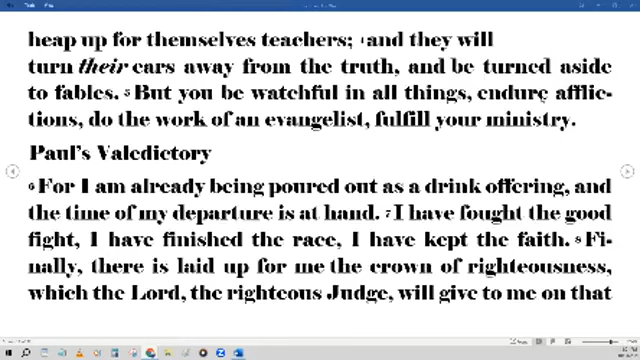 heap up for themselves teachers; 4 and they will
turn their ears away from the truth, and be turned aside
to fables. 5 But you be watchful in all things, endure afflic-
tions, do the work of an evangelist, fulfill your ministry.
Paul's Valedictory
6 For I am already being poured out as a drink offering, and
the time of my departure is at hand. 7 I have fought the good
fight, I have finished the race, I have kept the faith. 8 Fi-
nally, there is laid up for me the crown of righteousness,
which the Lord, the righteous Judge, will give to me on that